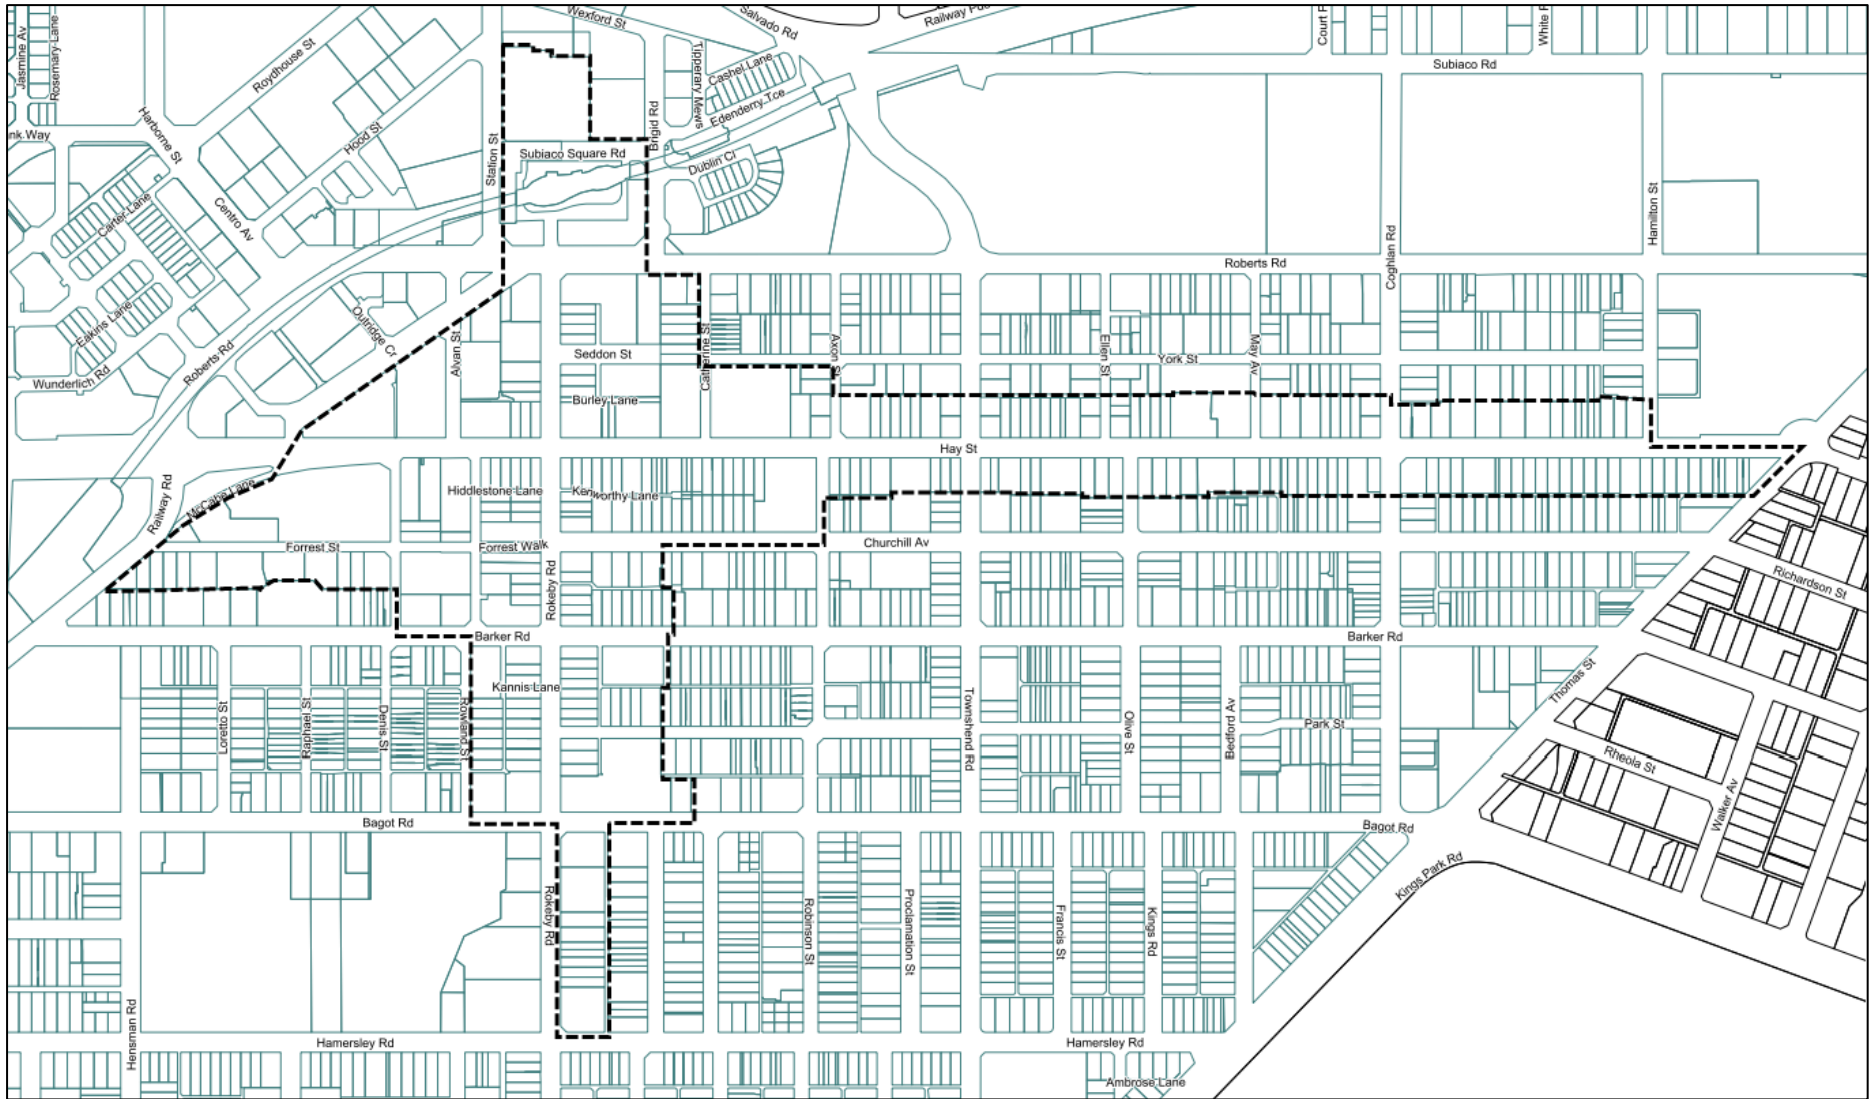 Jasmine Av
Rosemary Lane
Roydhouse St
Wexford St
Salvado Rd
Railway
Court
White
Subiaco Rd
Tipperary Mews
Cashel Lane
Edenderry Tce
Harborne St
nk Way
Hood St
Station St
Subiaco Square Rd
Brigid Rd
Dublin Cl
Carter Lane
Centro Av
Hamilton St
Coghlan Rd
Roberts Rd
Eakins Lane
Outridge Cr
Alvan St
Seddon St
Catherine St
Axon St
Ellen St
York St
May Av
Wunderlich Rd
Roberts Rd
Burley Lane
Hay St
Railway Rd
McCabe Lane
Hiddlestone Lane
Kenworthy Lane
Forrest St
Forrest Walk
Churchill Av
Rokeby Rd
Richardson St
Barker Rd
Barker Rd
Thomas St
Kannis Lane
Loretto St
Raphael St
Denis St
Rowland St
Townshend Rd
Olive St
Bedford Av
Park St
Rheola St
Walker Av
Bagot Rd
Bagot Rd
Kings Park Rd
Rokeby Rd
Robinson St
Proclamation St
Francis St
Kings Rd
Hensman Rd
Hamersley Rd
Hamersley Rd
Ambrose Lane